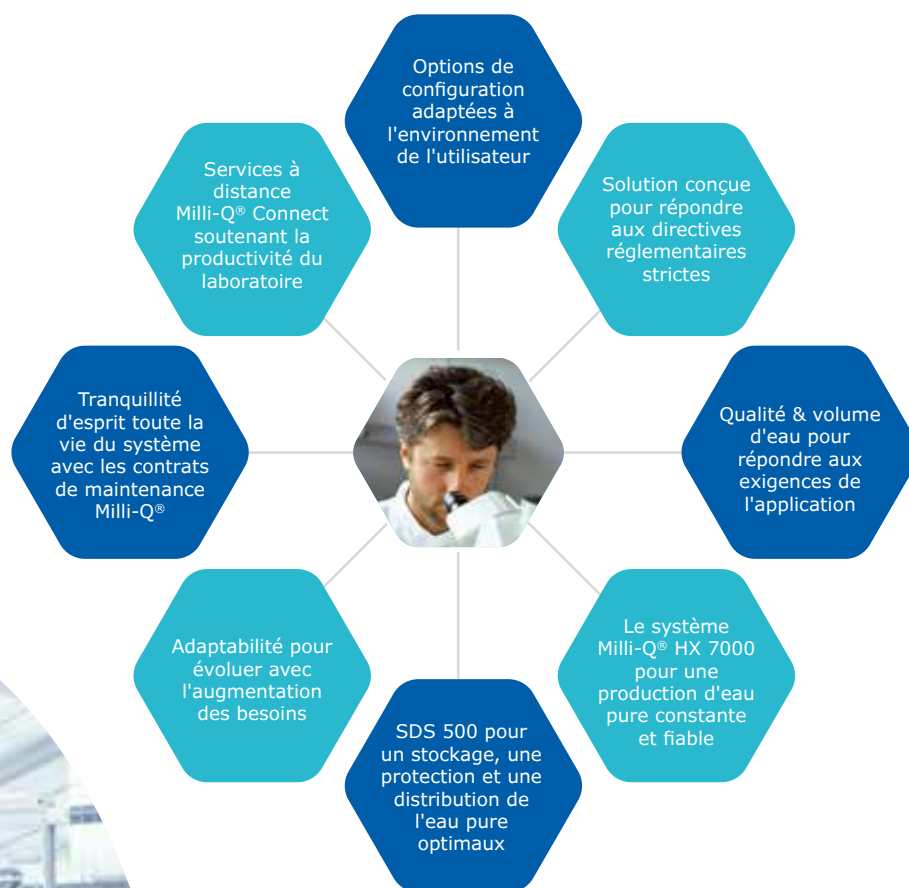 Options de
configuration
adaptées à
l'environnement
de l'utilisateur
Solution conçue
pour répondre
aux directives
réglementaires
strictes
Qualité & volume
d'eau pour
répondre aux
exigences de
l'application
Le système
Milli-Q® HX 7000
pour une
production d'eau
pure constante
et fiable
SDS 500 pour
un stockage, une
protection et une
distribution de
l'eau pure
optimaux
Adaptabilité pour
évoluer avec
l'augmentation
des besoins
Tranquillité
d'esprit toute la
vie du système
avec les contrats
de maintenance
Milli-Q®
Services à
distance
Milli-Q® Connect
soutenant la
productivité du
laboratoire